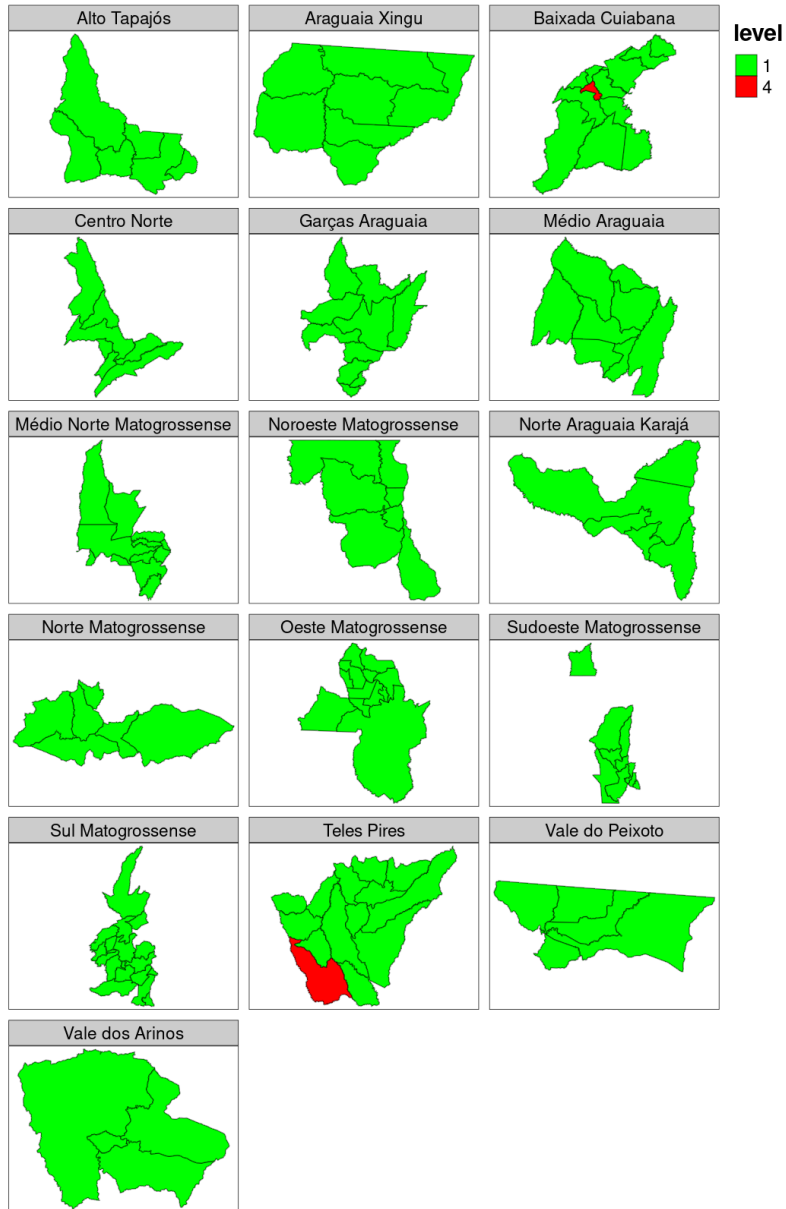 Alto Tapajós
Araguaia Xingu
Baixada Cuiabana
level
1
4
Centro Norte
Garças Araguaia
Médio Araguaia
Médio Norte Matogrossense
Noroeste Matogrossense
Norte Araguaia Karajá
Norte Matogrossense
Oeste Matogrossense
Sudoeste Matogrossense
Sul Matogrossense
Teles Pires
Vale do Peixoto
Vale dos Arinos